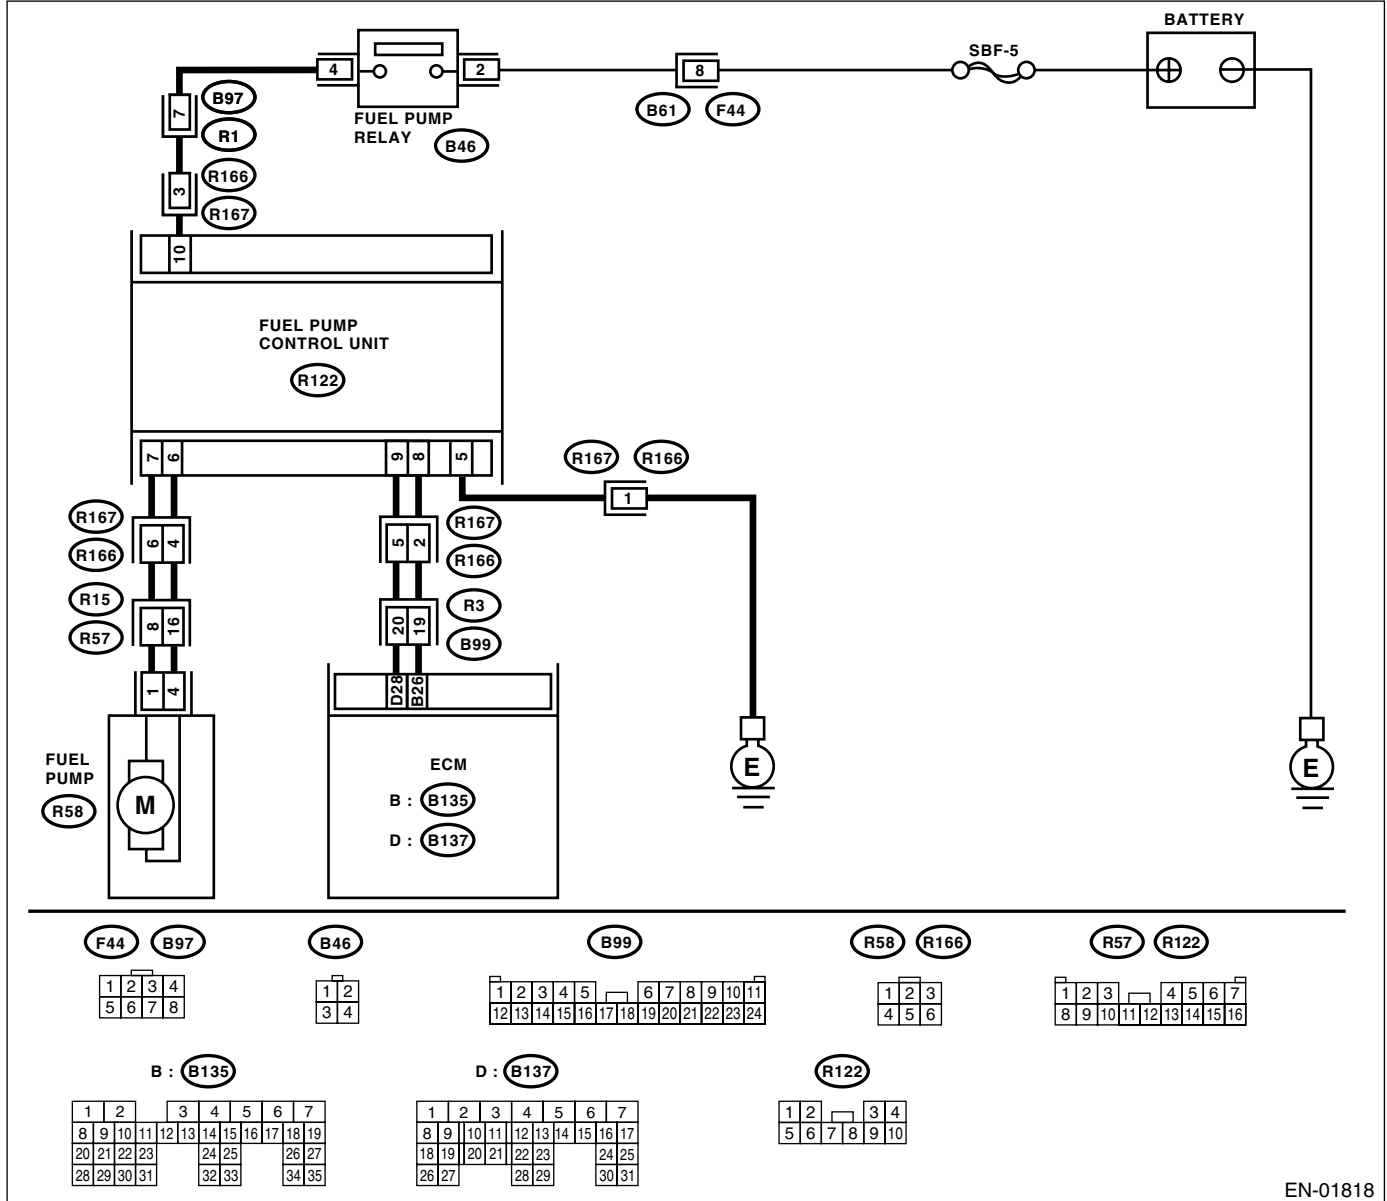 BATTERY
SBF-5
4
2
8
B97
7
R1
FUEL PUMP
RELAY
B46
B61 F44
R166
3
R167
10
FUEL PUMP
CONTROL UNIT
R122
7 6 9 8 5
R167 R166
1
R167
R166
6 4
5 2
R167
R166
R15
R57
8 16
20 19
R3
B99
1 4
D28 B26
FUEL
PUMP
R58
M
ECM
B : B135
D : B137
E
E
F44 B97
1 2 3 4
5 6 7 8
B46
1 2
3 4
B99
1 2 3 4 5 6 7 8 9 10 11
12 13 14 15 16 17 18 19 20 21 22 23 24
R58 R166
1 2 3
4 5 6
R57 R122
1 2 3 4 5 6 7
8 9 10 11 12 13 14 15 16
B : B135
1 2 3 4 5 6 7
8 9 10 11 12 13 14 15 16 17 18 19
20 21 22 23 24 25 26 27
28 29 30 31 32 33 34 35
D : B137
1 2 3 4 5 6 7
8 9 10 11 12 13 14 15 16 17
18 19 20 21 22 23 24 25
26 27 28 29 30 31
R122
1 2 3 4
5 6 7 8 9 10
EN-01818